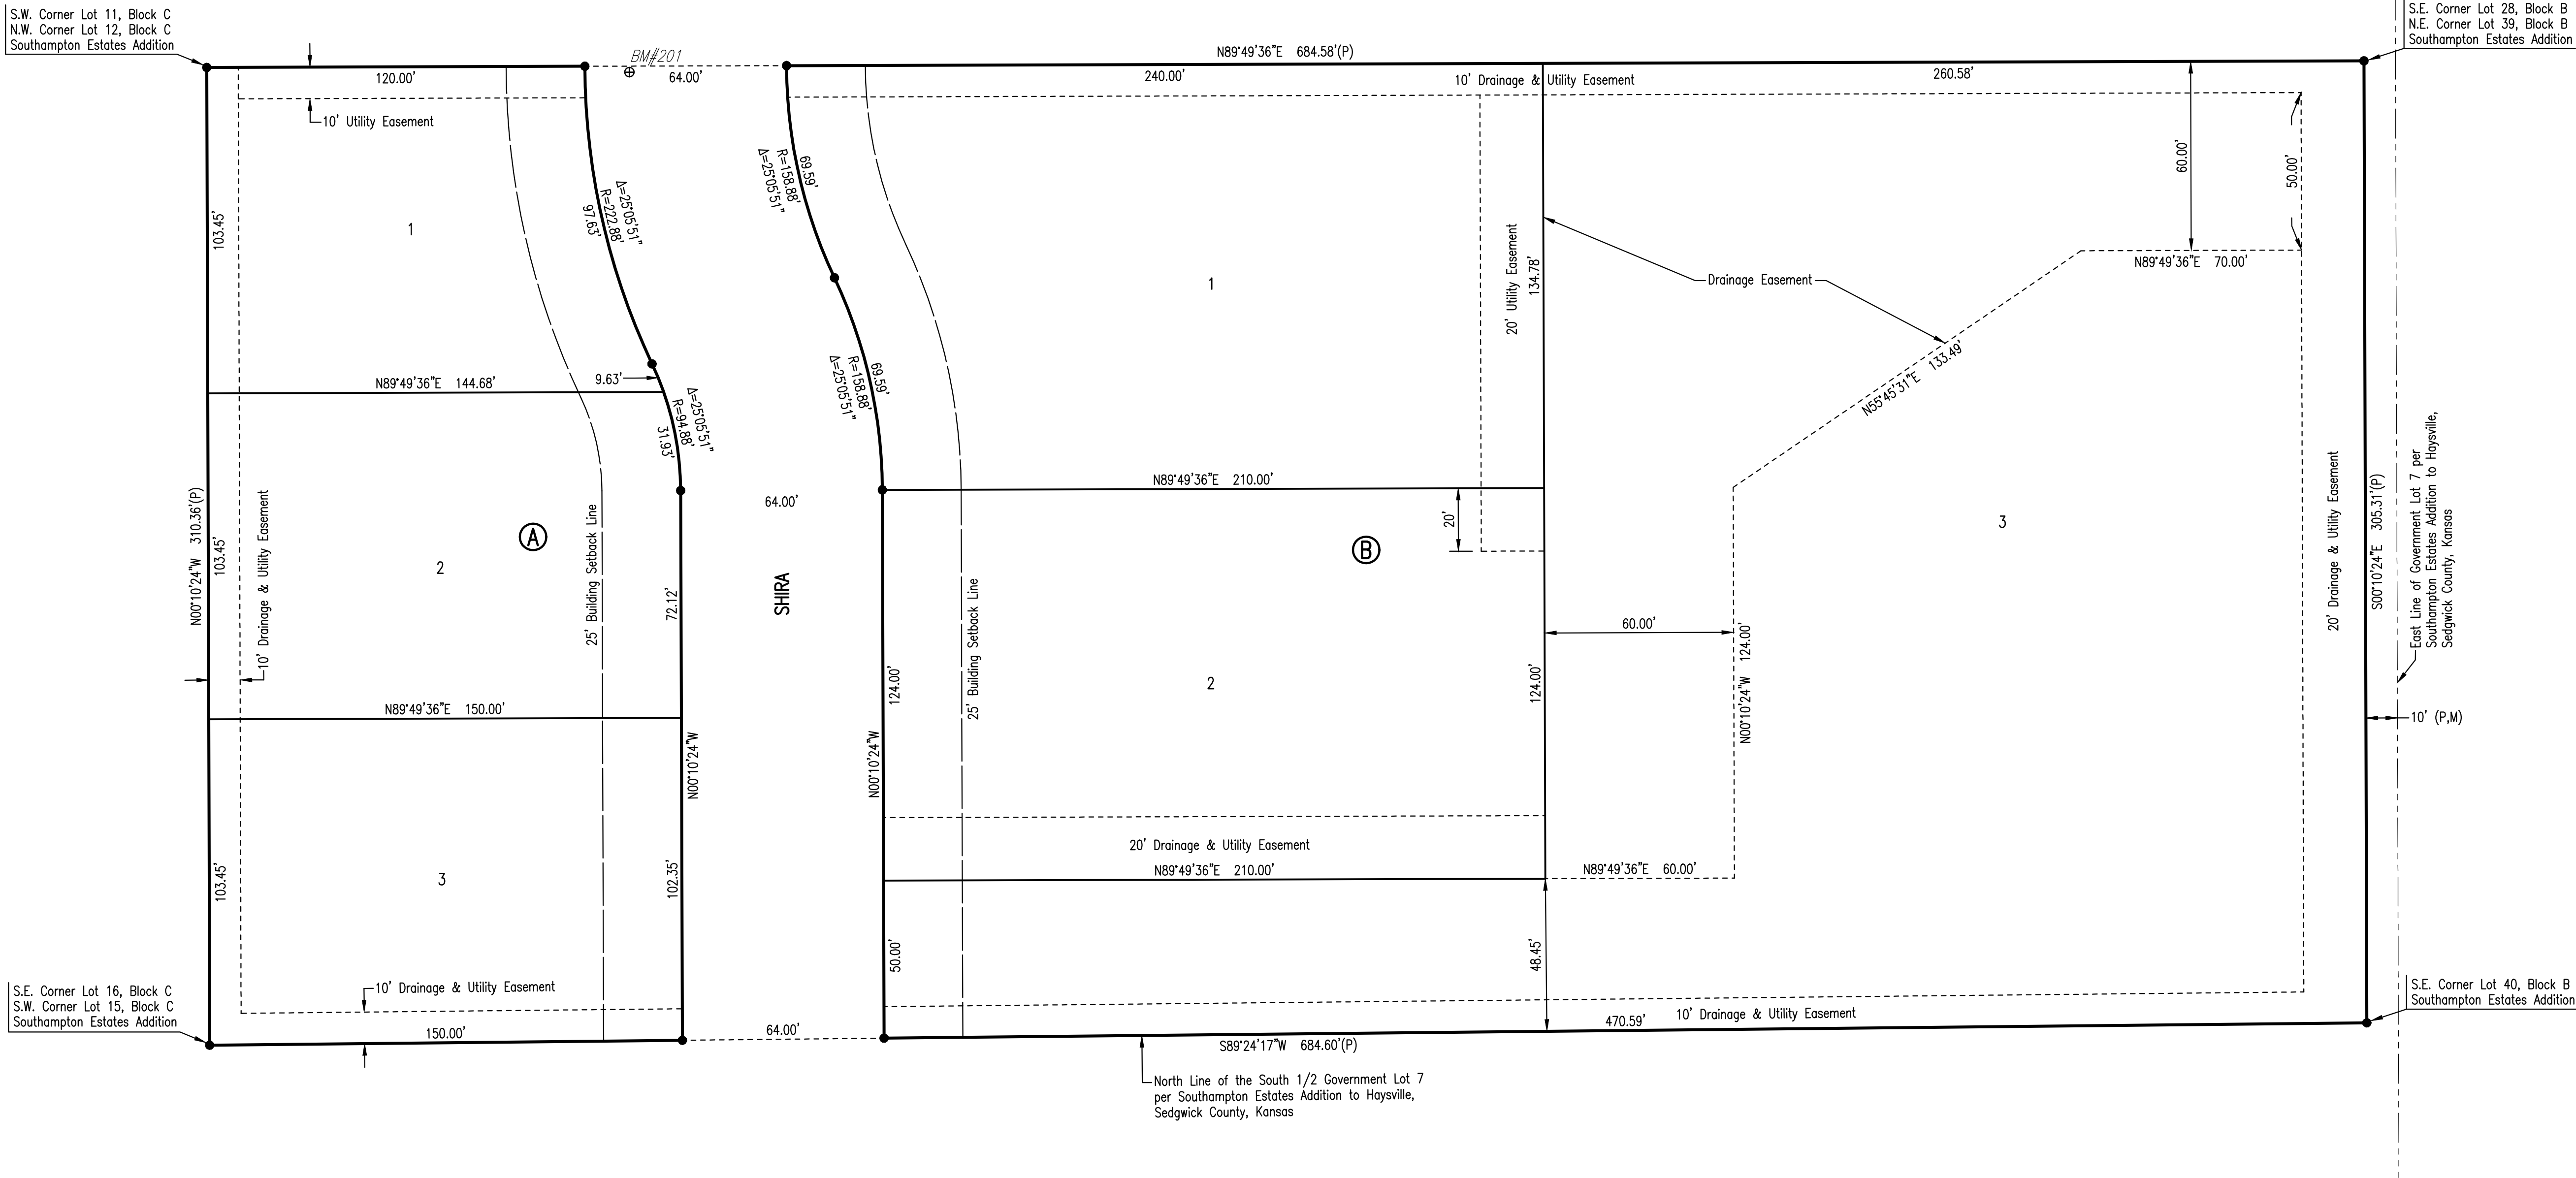 S.W. Corner Lot 11, Block C
N.W. Corner Lot 12, Block C
Southampton Estates Addition
S.E. Corner Lot 28, Block B
N.E. Corner Lot 39, Block B
Southampton Estates Addition
BM#201
N89°49'36"E 684.58'(P)
120.00'
64.00'
240.00'
10' Drainage & Utility Easement
260.58'
10' Utility Easement
60.00'
50.00'
Δ=25°05'51"
R=222.88'
97.63'
69.59'
R=158.88'
Δ=25°05'51"
103.45'
1
1
20' Utility Easement
134.78'
Drainage Easement
N89°49'36"E 70.00'
N55°45'31"E 133.49'
N89°49'36"E 144.68'
9.63'
Δ=25°05'51"
R=94.88'
31.93'
69.59'
R=158.88'
Δ=25°05'51"
N00°10'24"W 310.36'(P)
103.45'
10' Drainage & Utility Easement
2
A
25' Building Setback Line
72.12'
64.00'
SHIRA
N89°49'36"E 210.00'
20'
B
3
20' Drainage & Utility Easement
S00°10'24"E 305.31'(P)
East Line of Government Lot 7 per
Southampton Estates Addition to Haysville,
Sedgwick County, Kansas
10' (P,M)
60.00'
N00°10'24"W 124.00'
124.00'
2
25' Building Setback Line
124.00'
N00°10'24"W
N00°10'24"W
N89°49'36"E 150.00'
103.45'
3
102.35'
20' Drainage & Utility Easement
N89°49'36"E 210.00'
N89°49'36"E 60.00'
50.00'
48.45'
S.E. Corner Lot 16, Block C
S.W. Corner Lot 15, Block C
Southampton Estates Addition
10' Drainage & Utility Easement
150.00'
64.00'
S89°24'17"W 684.60'(P)
470.59'
10' Drainage & Utility Easement
S.E. Corner Lot 40, Block B
Southampton Estates Addition
North Line of the South 1/2 Government Lot 7
per Southampton Estates Addition to Haysville,
Sedgwick County, Kansas